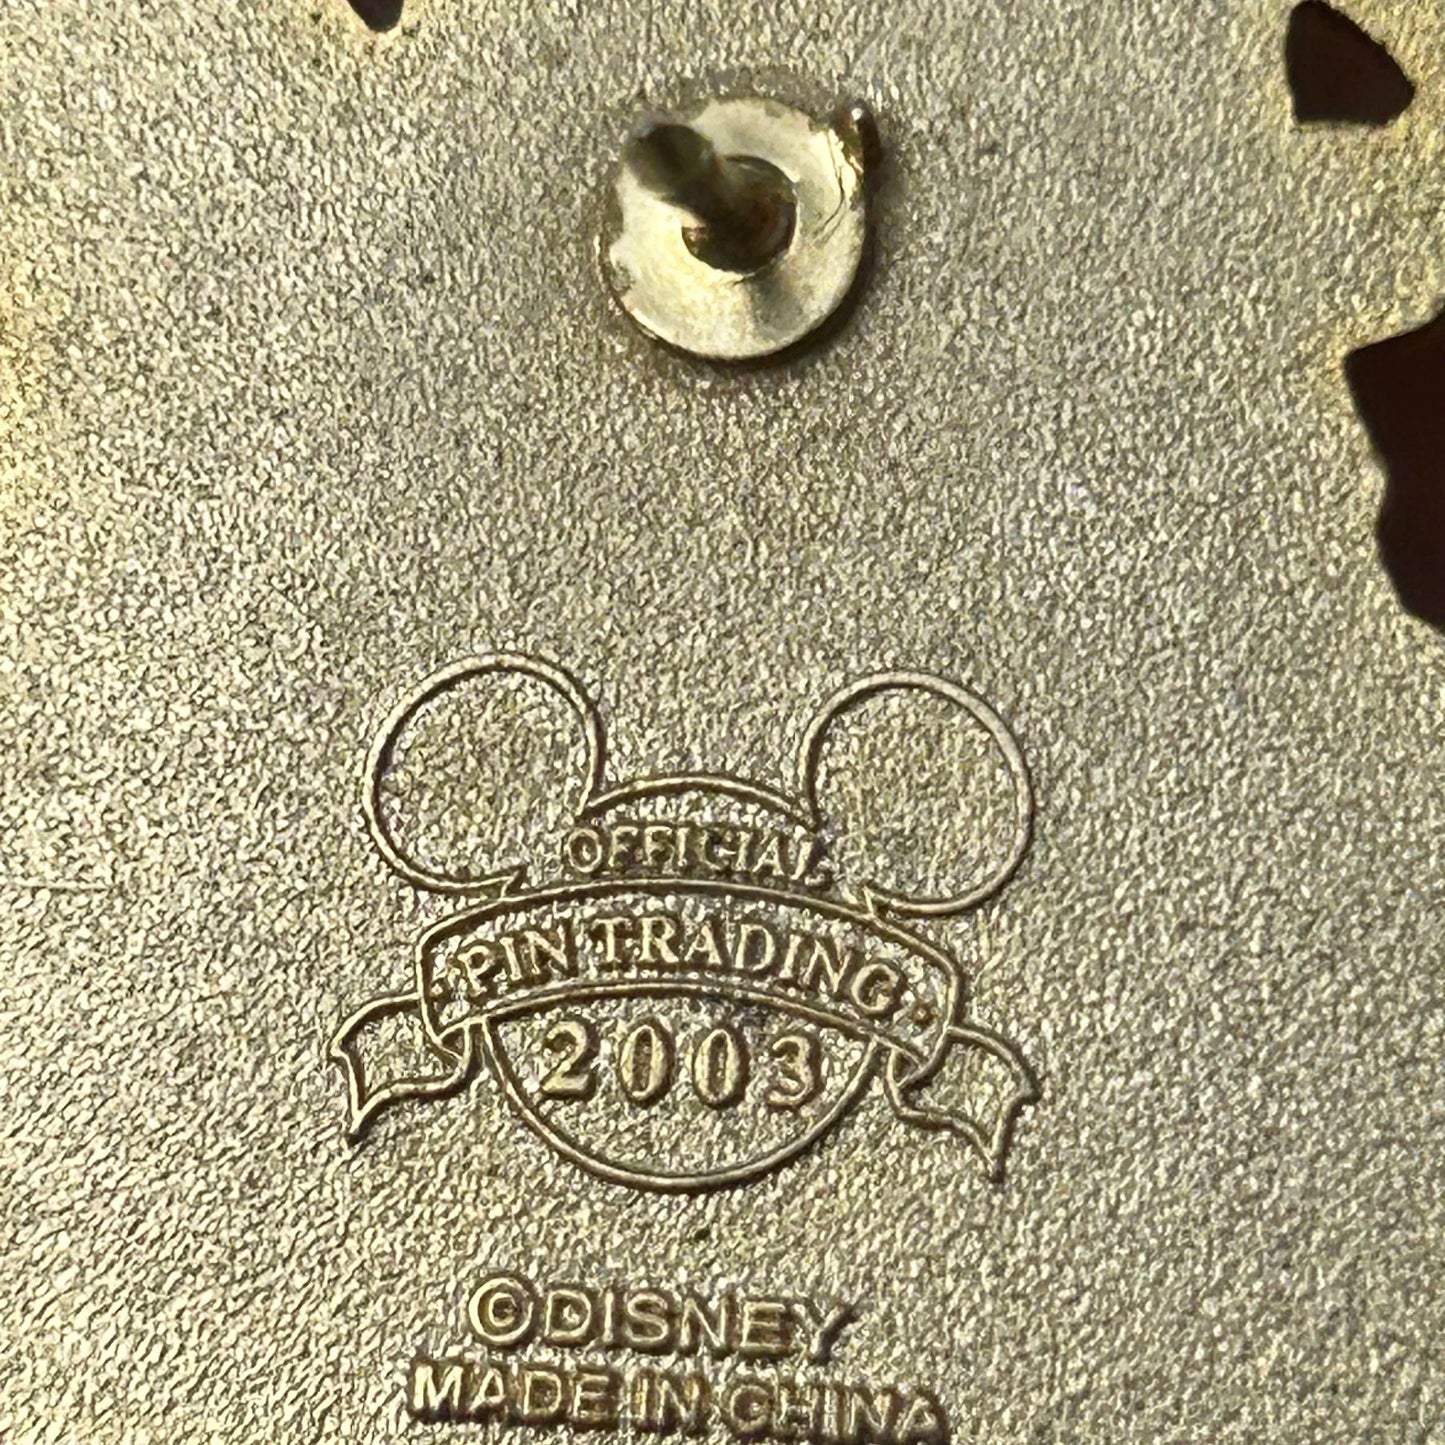 OFFICIAL
PIN TRADING
2003
©DISNEY
MADE IN CHINA